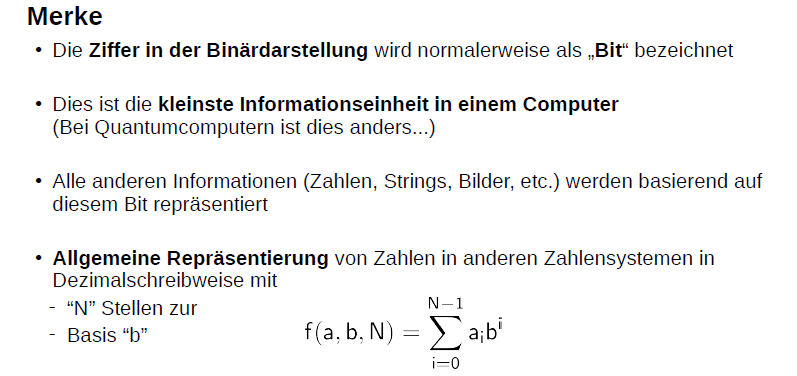 Merke
• Die Ziffer in der Binärdarstellung wird normalerweise als „Bit“ bezeichnet
• Dies ist die kleinste Informationseinheit in einem Computer
(Bei Quantumcomputern ist dies anders...)
• Alle anderen Informationen (Zahlen, Strings, Bilder, etc.) werden basierend auf
diesem Bit repräsentiert
• Allgemeine Repräsentierung von Zahlen in anderen Zahlensystemen in
Dezimalschreibweise mit
- “N” Stellen zur
- Basis “b”
f(a, b, N) = ∑_{i=0}^{N−1} a_i b^i